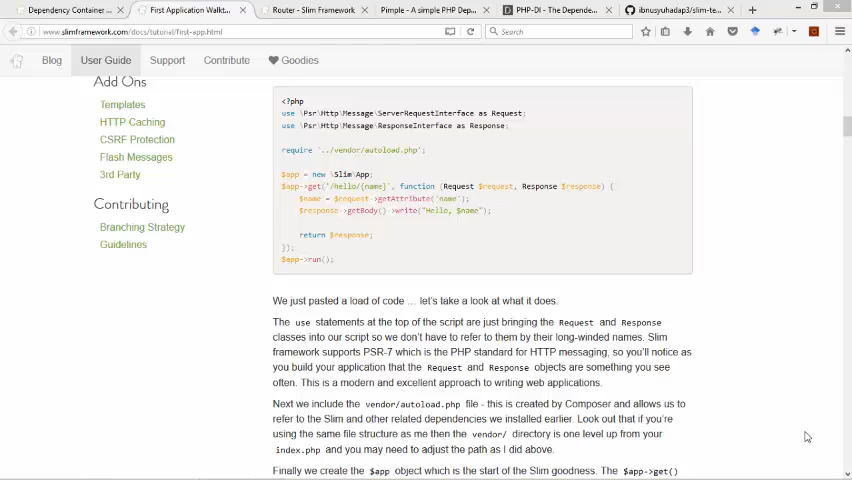 Dependency Container ...
First Application Walkt...
Router - Slim Framework
Pimple - A simple PHP Dep...
PHP-DI - The Depende...
ibnusyuhadap3/slim-te...
www.slimframework.com/docs/tutorial/first-app.html
Search
Blog
User Guide
Support
Contribute
Goodies
Add Ons
Templates
HTTP Caching
CSRF Protection
Flash Messages
3rd Party
Contributing
Branching Strategy
Guidelines
<?php
use \Psr\Http\Message\ServerRequestInterface as Request;
use \Psr\Http\Message\ResponseInterface as Response;
require '../vendor/autoload.php';
$app = new \Slim\App;
$app->get('/hello/{name}', function (Request $request, Response $response) {
$name = $request->getAttribute('name');
$response->getBody()->write("Hello, $name");
return $response;
});
$app->run();
We just pasted a load of code … let's take a look at what it does.
The use statements at the top of the script are just bringing the Request and Response
classes into our script so we don't have to refer to them by their long-winded names. Slim
framework supports PSR-7 which is the PHP standard for HTTP messaging, so you'll notice as
you build your application that the Request and Response objects are something you see
often. This is a modern and excellent approach to writing web applications.
Next we include the vendor/autoload.php file - this is created by Composer and allows us to
refer to the Slim and other related dependencies we installed earlier. Look out that if you're
using the same file structure as me then the vendor/ directory is one level up from your
index.php and you may need to adjust the path as I did above.
Finally we create the $app object which is the start of the Slim goodness. The $app->get()